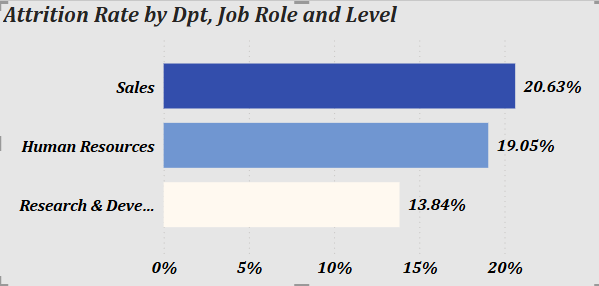 Attrition Rate by Dpt, Job Role and Level
Sales 20.63%
Human Resources 19.05%
Research & Deve... 13.84%
0% 5% 10% 15% 20%